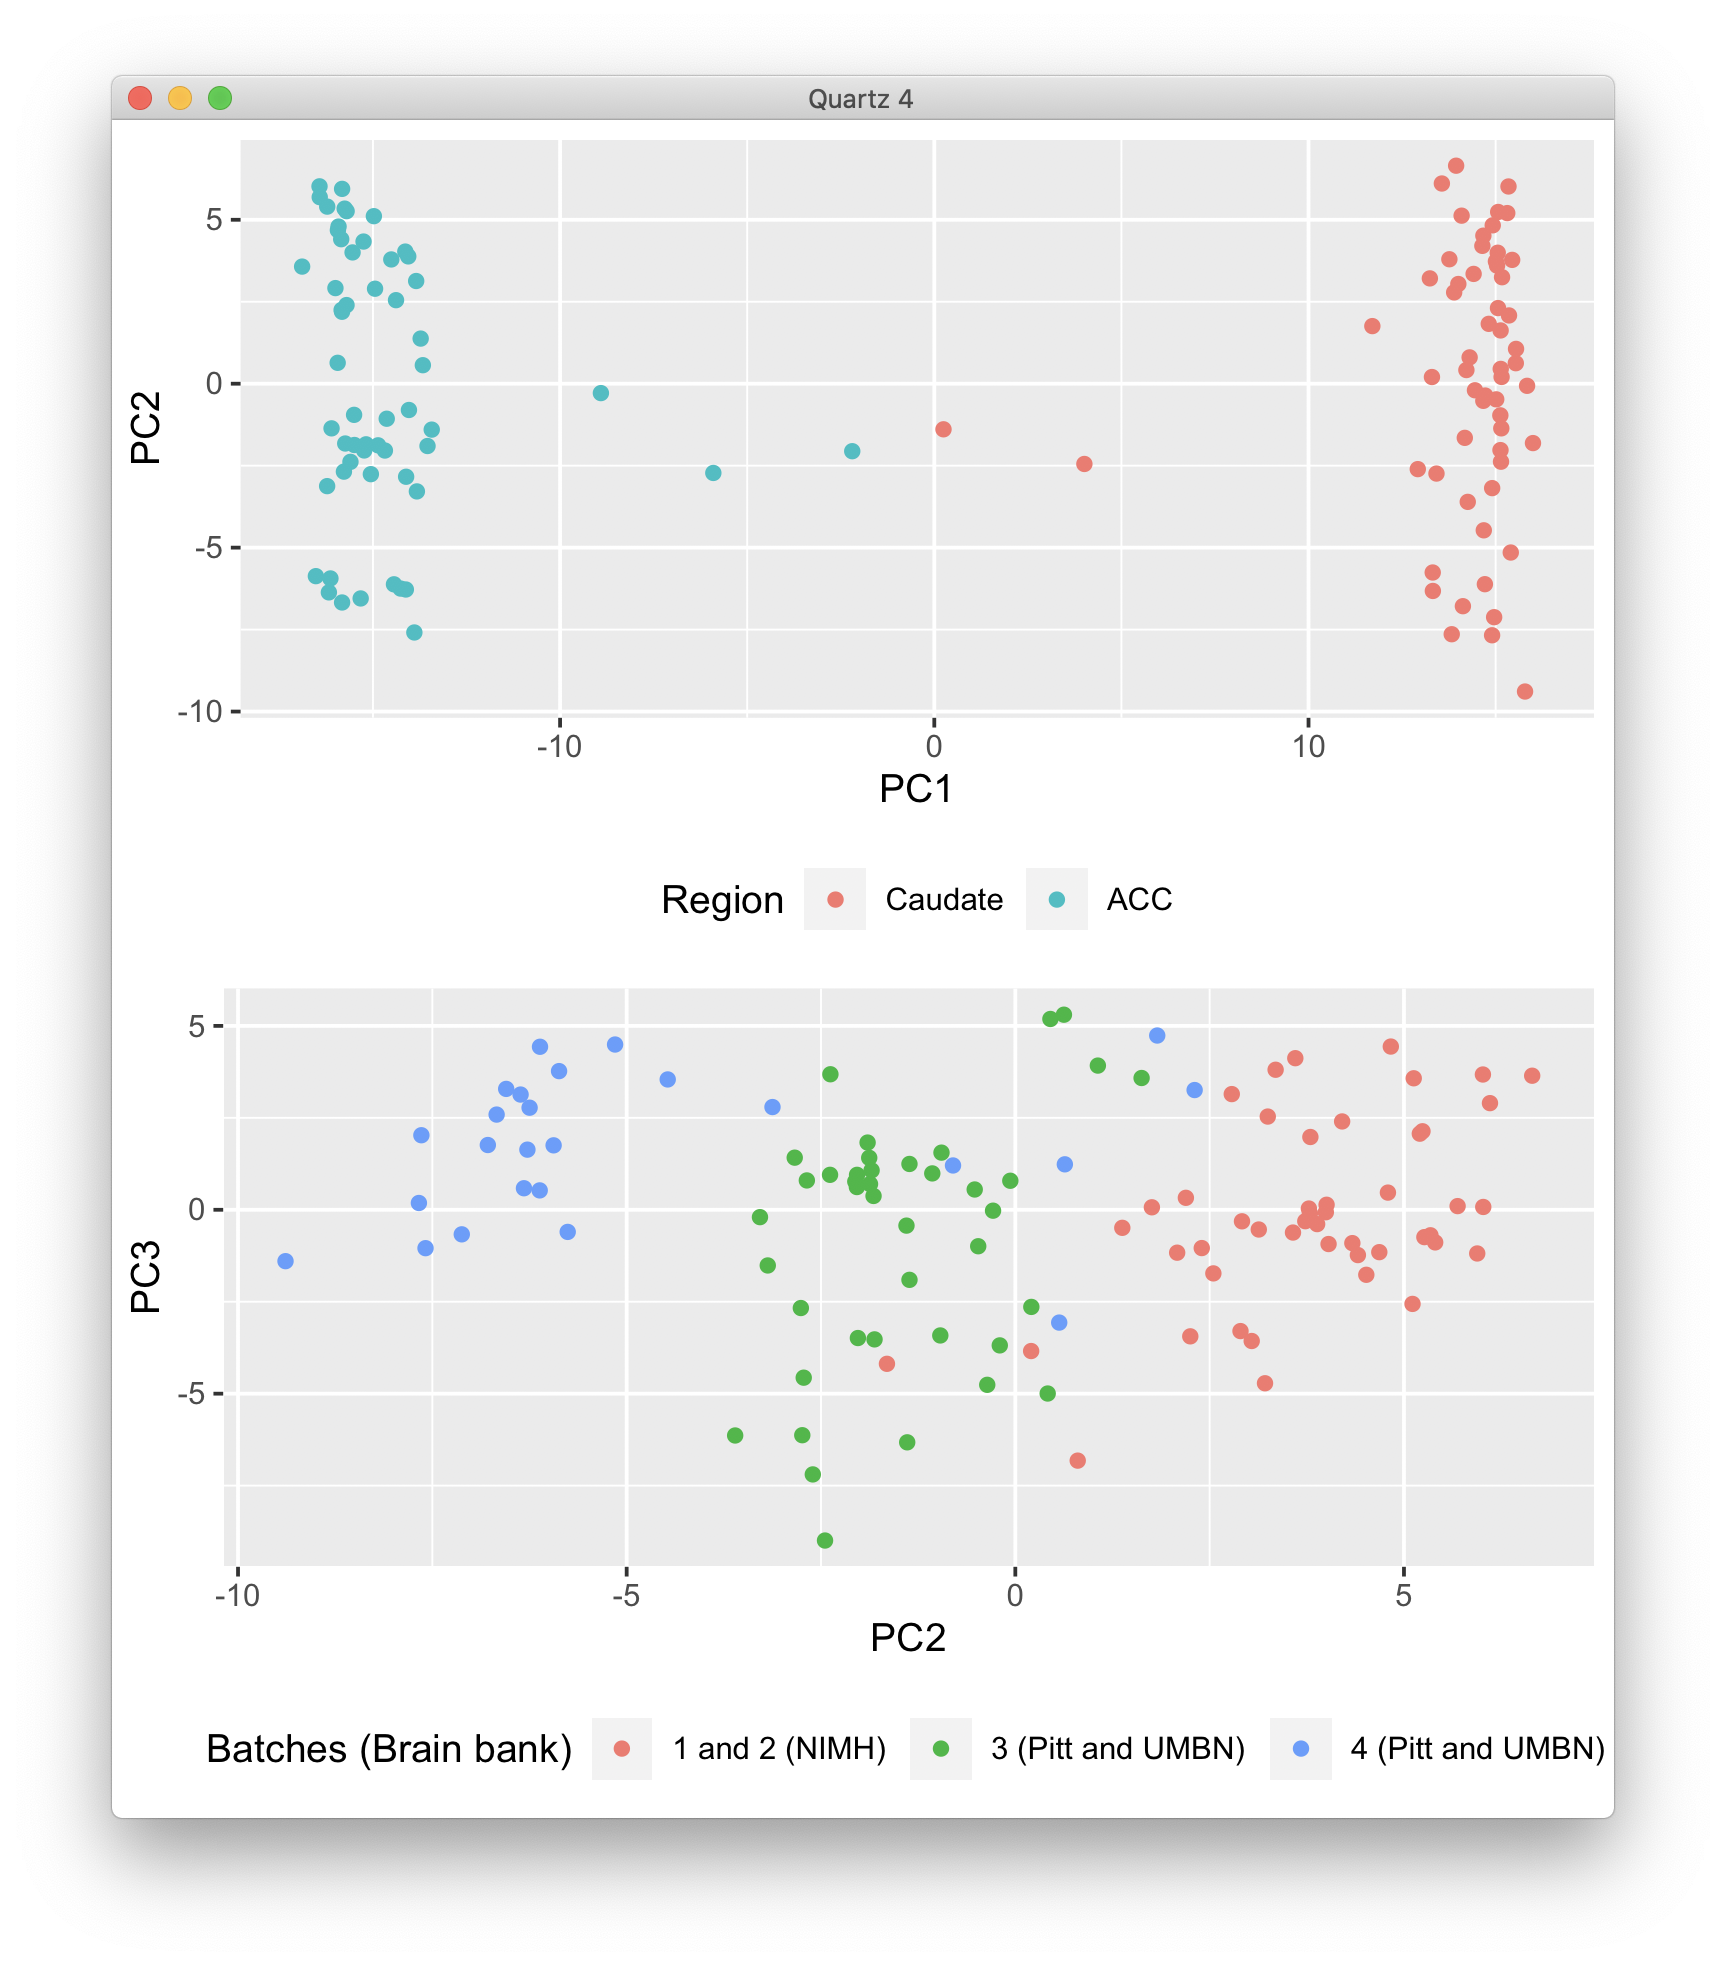 Quartz 4
5
0
-5
-10
PC2
-10 0 10
PC1
Region Caudate ACC
5
0
-5
PC3
-10 -5 0 5
PC2
Batches (Brain bank) 1 and 2 (NIMH) 3 (Pitt and UMBN) 4 (Pitt and UMBN)